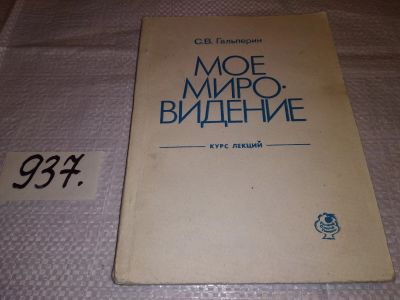 С.В. Гальперин
МОЕ
МИРО-
ВИДЕНИЕ
КУРС ЛЕКЦИЙ
937.